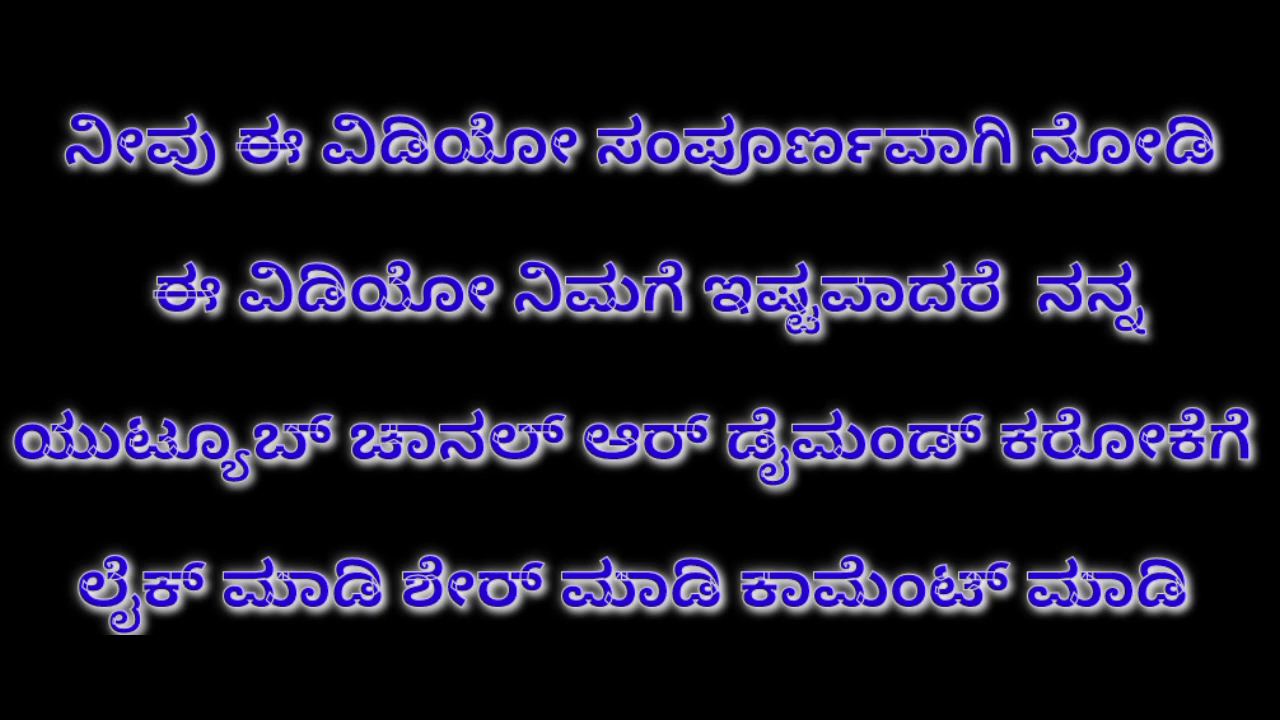 ನೀವು ಈ ವಿಡಿಯೋ ಸಂಪೂರ್ಣವಾಗಿ ನೋಡಿ
ಈ ವಿಡಿಯೋ ನಿಮಗೆ ಇಷ್ಟವಾದರೆ ನನ್ನ
ಯುಟ್ಯೂಬ್ ಚಾನಲ್ ಆರ್ ಡೈಮಂಡ್ ಕರೋಕೆಗೆ
ಲೈಕ್ ಮಾಡಿ ಶೇರ್ ಮಾಡಿ ಕಾಮೆಂಟ್ ಮಾಡಿ